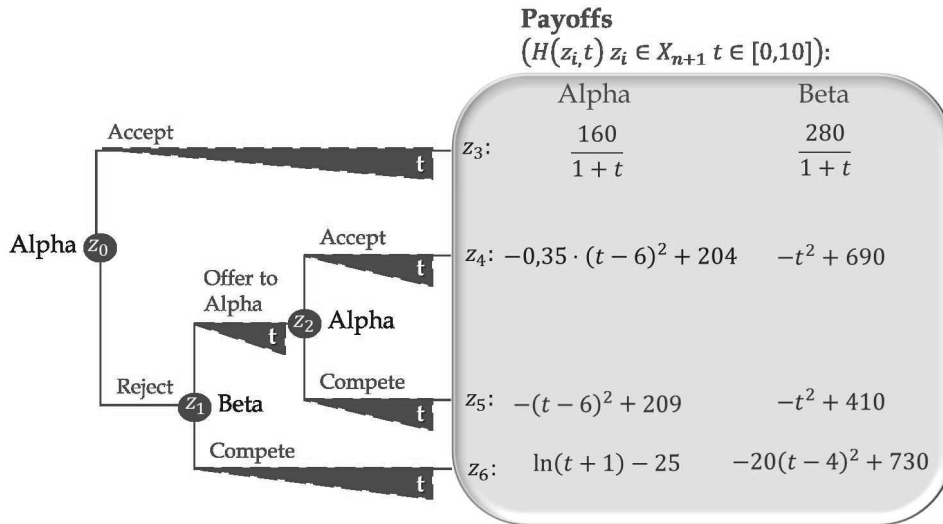 Payoffs
(H(z_i,t) z_i ∈ X_{n+1} t ∈ [0,10]):
Alpha Beta
Accept
t
z_3: 160/(1 + t) 280/(1 + t)
Alpha z_0
Accept
t
z_4: −0,35 · (t − 6)^2 + 204 −t^2 + 690
Offer to
Alpha
t
z_2 Alpha
Reject
z_1 Beta
Compete
t
z_5: −(t − 6)^2 + 209 −t^2 + 410
Compete
t
z_6: ln(t + 1) − 25 −20(t − 4)^2 + 730